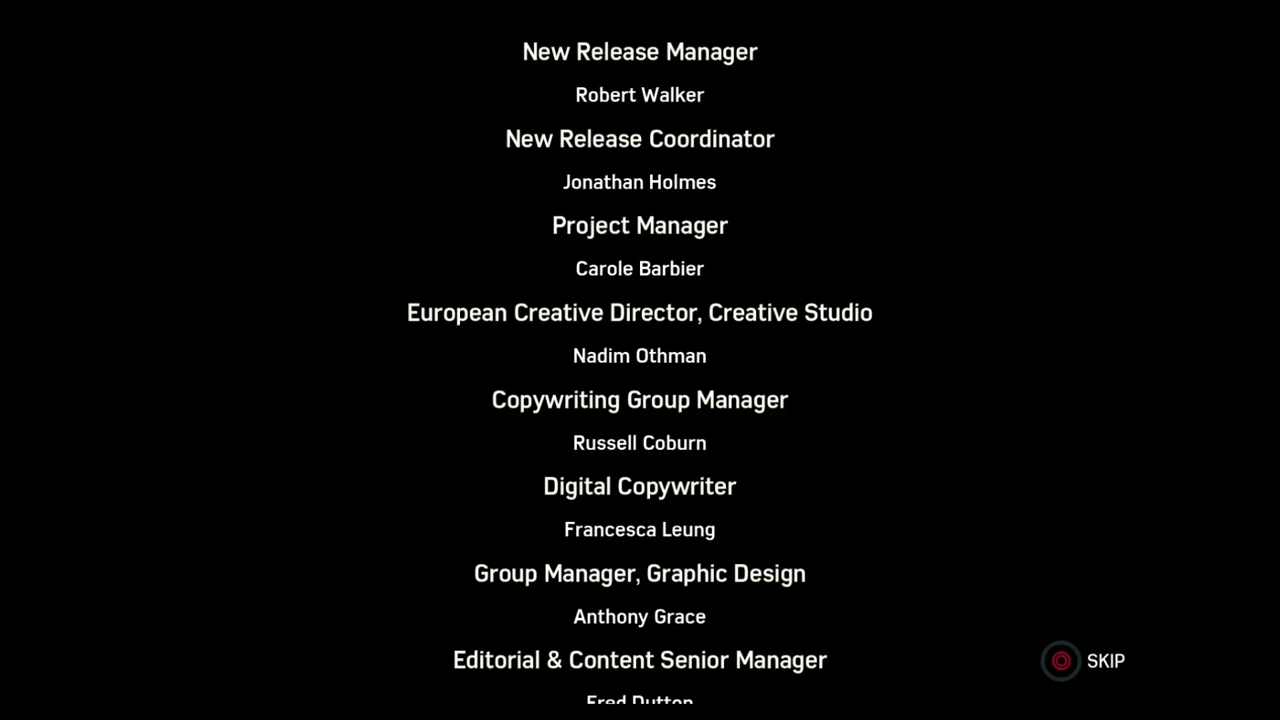 New Release Manager
Robert Walker
New Release Coordinator
Jonathan Holmes
Project Manager
Carole Barbier
European Creative Director, Creative Studio
Nadim Othman
Copywriting Group Manager
Russell Coburn
Digital Copywriter
Francesca Leung
Group Manager, Graphic Design
Anthony Grace
Editorial & Content Senior Manager
SKIP
Fred Dutton